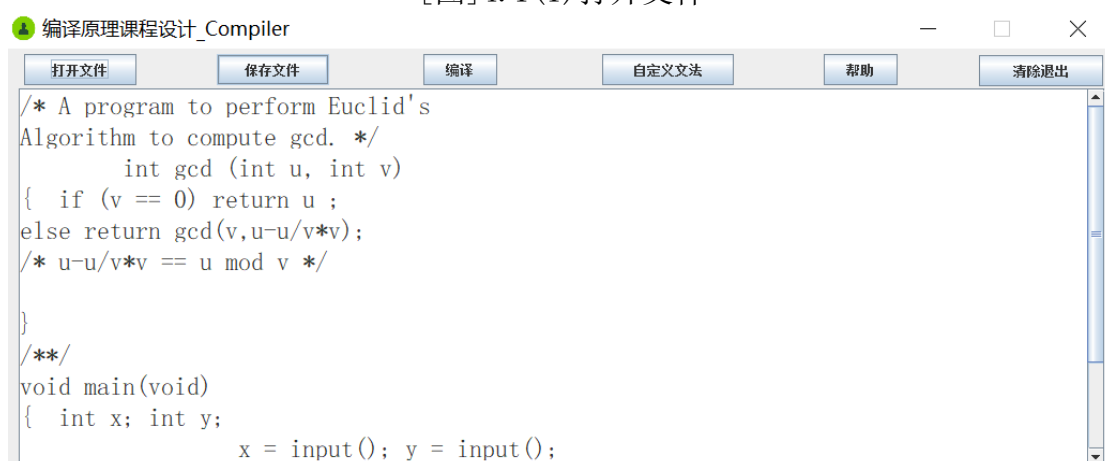 编译原理课程设计_Compiler
打开文件 保存文件 编译 自定义文法 帮助 清除退出
/* A program to perform Euclid's
Algorithm to compute gcd. */
int gcd (int u, int v)
{ if (v == 0) return u ;
else return gcd(v,u-u/v*v);
/* u-u/v*v == u mod v */
}
/**/
void main(void)
{ int x; int y;
x = input(); y = input();